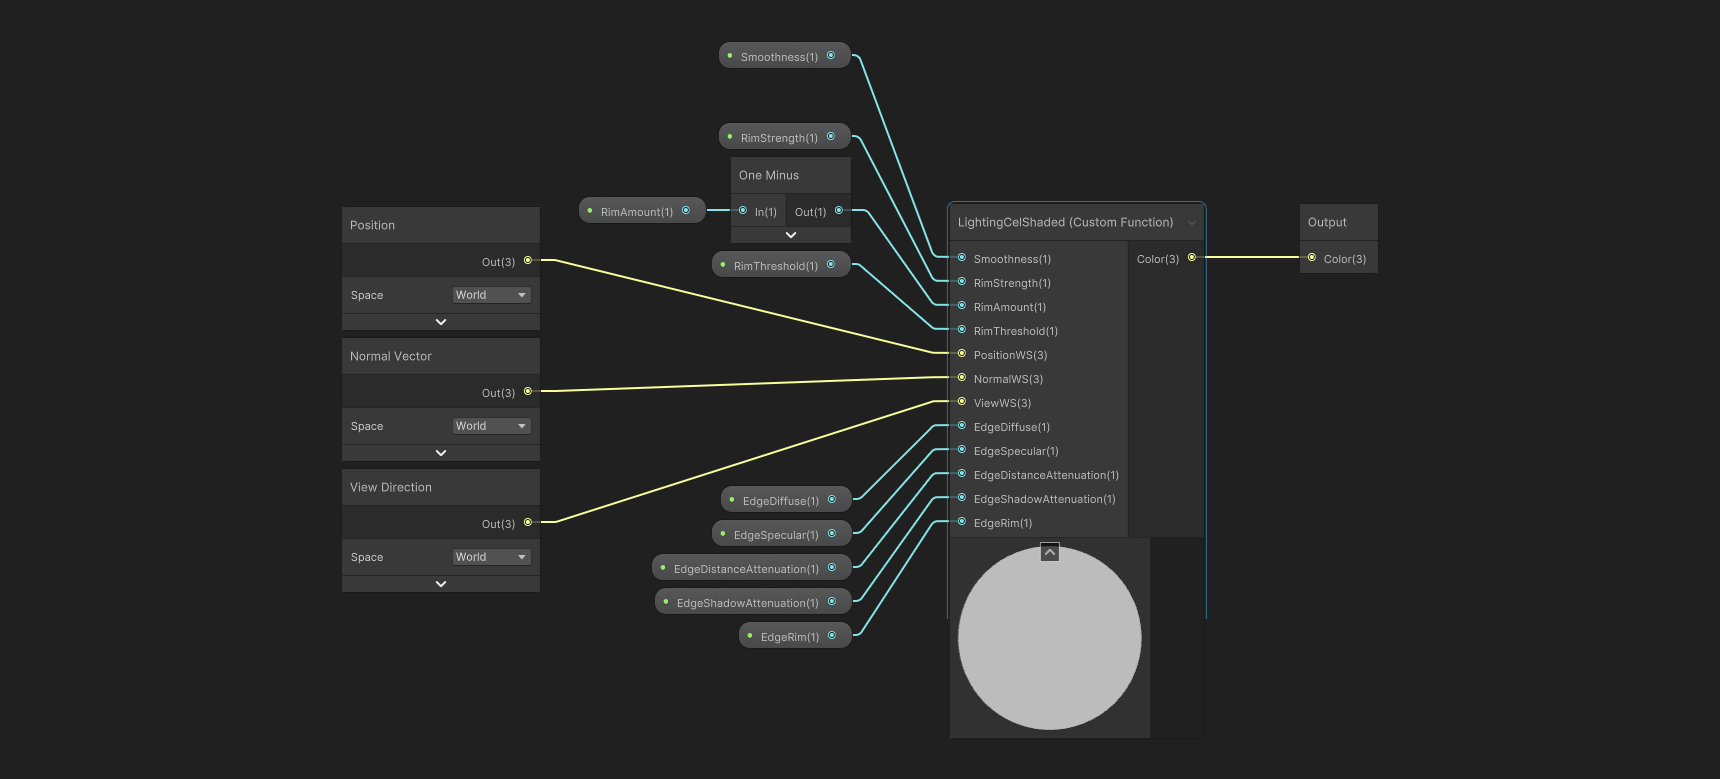 Smoothness(1)
RimStrength(1)
One Minus
RimAmount(1)
In(1)
Out(1)
RimThreshold(1)
Position
Out(3)
Space
World
Normal Vector
Out(3)
Space
World
View Direction
Out(3)
Space
World
EdgeDiffuse(1)
EdgeSpecular(1)
EdgeDistanceAttenuation(1)
EdgeShadowAttenuation(1)
EdgeRim(1)
LightingCelShaded (Custom Function)
Smoothness(1)
RimStrength(1)
RimAmount(1)
RimThreshold(1)
PositionWS(3)
NormalWS(3)
ViewWS(3)
EdgeDiffuse(1)
EdgeSpecular(1)
EdgeDistanceAttenuation(1)
EdgeShadowAttenuation(1)
EdgeRim(1)
Color(3)
Output
Color(3)